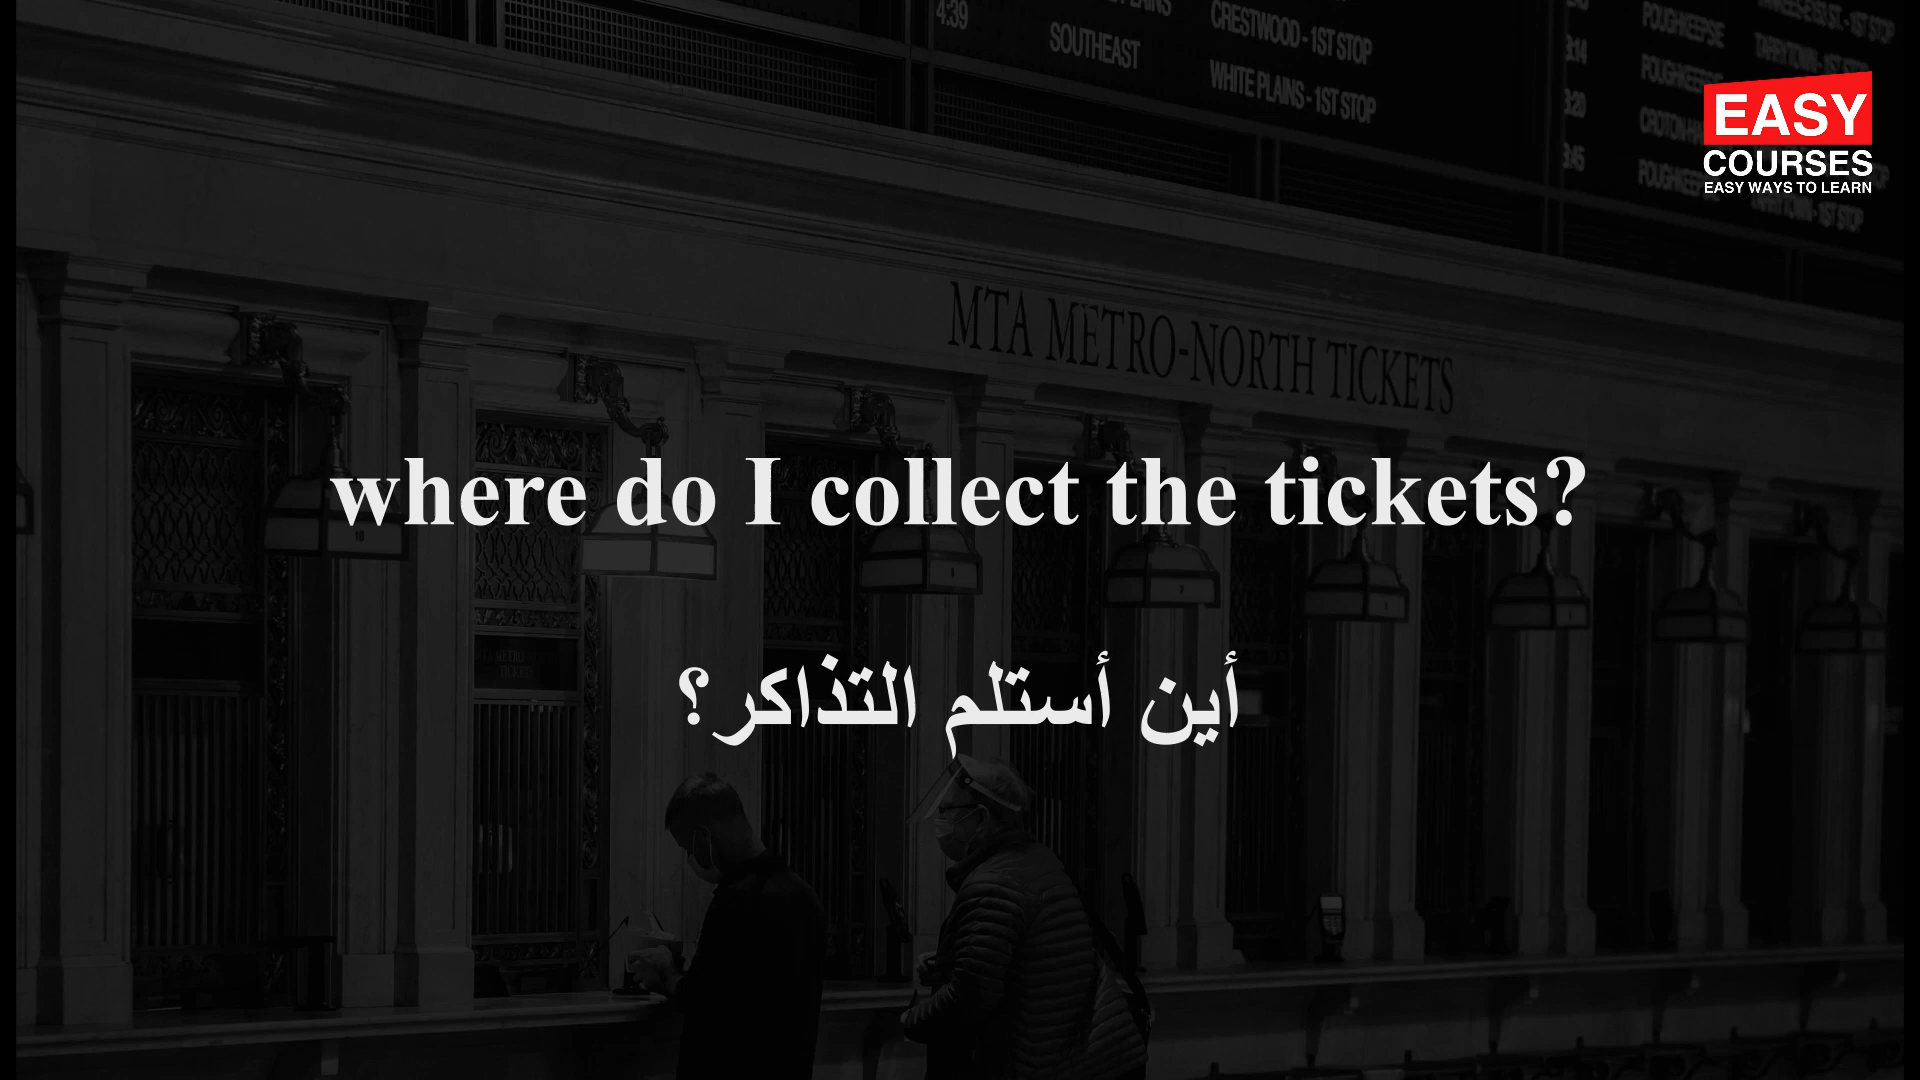 4:39
SOUTHEAST
CRESTWOOD - 1ST STOP
WHITE PLAINS - 1ST STOP
POUGHKEEPSIE
EASY
COURSES
EASY WAYS TO LEARN
MTA METRO-NORTH TICKETS
where do I collect the tickets?
أين أستلم التذاكر؟